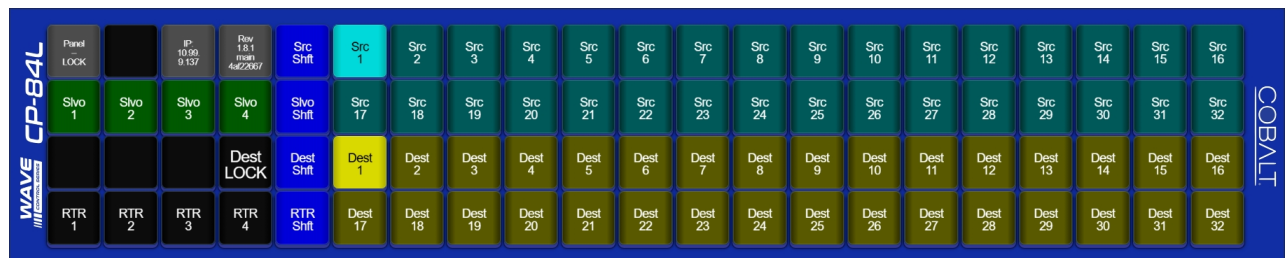 CP-84L
WAVE
CONTROL SERIES
Panel
–
LOCK
IP
10.99.
9.137
Rev
1.8.1
main
4af22667
Src
Shft
Src
1
Src
2
Src
3
Src
4
Src
5
Src
6
Src
7
Src
8
Src
9
Src
10
Src
11
Src
12
Src
13
Src
14
Src
15
Src
16
Slvo
1
Slvo
2
Slvo
3
Slvo
4
Slvo
Shft
Src
17
Src
18
Src
19
Src
20
Src
21
Src
22
Src
23
Src
24
Src
25
Src
26
Src
27
Src
28
Src
29
Src
30
Src
31
Src
32
Dest
LOCK
Dest
Shft
Dest
1
Dest
2
Dest
3
Dest
4
Dest
5
Dest
6
Dest
7
Dest
8
Dest
9
Dest
10
Dest
11
Dest
12
Dest
13
Dest
14
Dest
15
Dest
16
RTR
1
RTR
2
RTR
3
RTR
4
RTR
Shft
Dest
17
Dest
18
Dest
19
Dest
20
Dest
21
Dest
22
Dest
23
Dest
24
Dest
25
Dest
26
Dest
27
Dest
28
Dest
29
Dest
30
Dest
31
Dest
32
COBALT